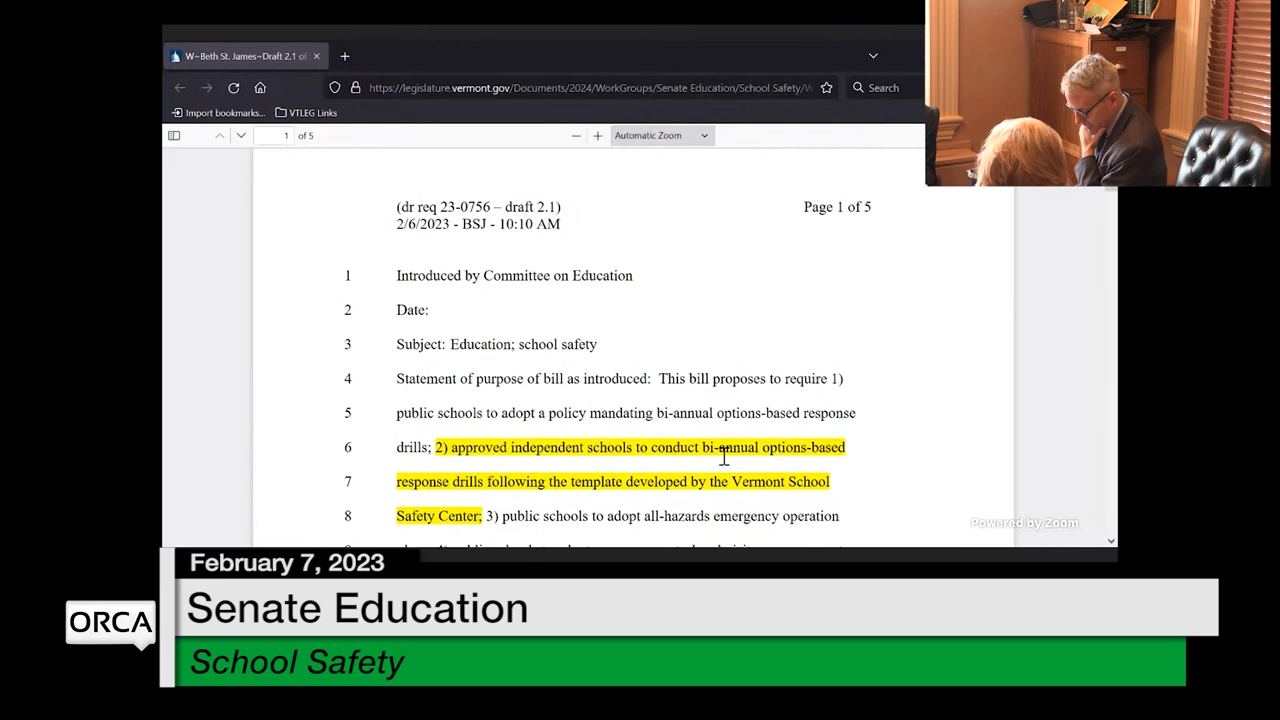 W~Beth St. James~Draft 2.1 of
https://legislature.vermont.gov/Documents/2024/WorkGroups/Senate Education/School Safety/W
Search
Import bookmarks...
VTLEG Links
1 of 5
Automatic Zoom
(dr req 23-0756 – draft 2.1)
Page 1 of 5
2/6/2023 - BSJ - 10:10 AM
1 Introduced by Committee on Education
2 Date:
3 Subject: Education; school safety
4 Statement of purpose of bill as introduced: This bill proposes to require 1)
5 public schools to adopt a policy mandating bi-annual options-based response
6 drills; 2) approved independent schools to conduct bi-annual options-based
7 response drills following the template developed by the Vermont School
8 Safety Center; 3) public schools to adopt all-hazards emergency operation
Powered by Zoom
February 7, 2023
Senate Education
ORCA
School Safety